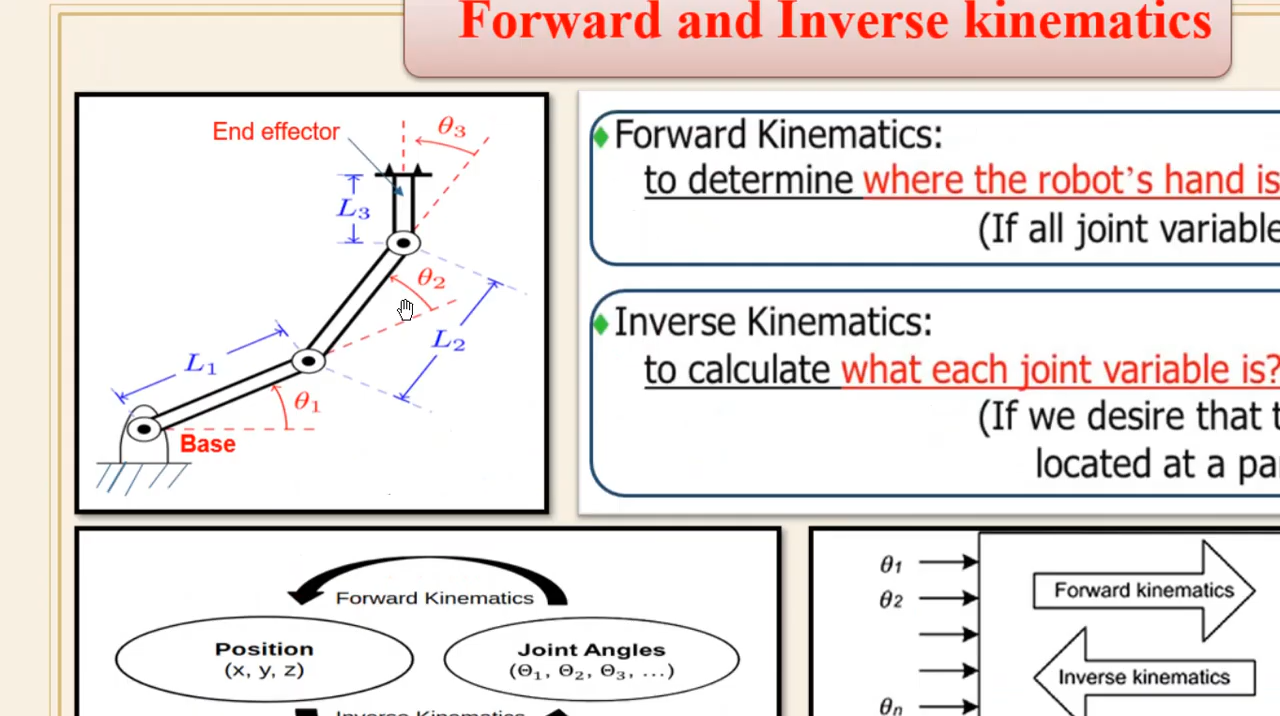 Forward and Inverse kinematics
End effector
θ3
L3
θ2
L2
L1
θ1
Base
Forward Kinematics:
to determine where the robot's hand is
(If all joint variable
Inverse Kinematics:
to calculate what each joint variable is?
(If we desire that t
located at a pa
Forward Kinematics
Position
(x, y, z)
Joint Angles
(Θ1, Θ2, Θ3, ...)
Inverse Kinematics
θ1
θ2
θn
Forward kinematics
Inverse kinematics